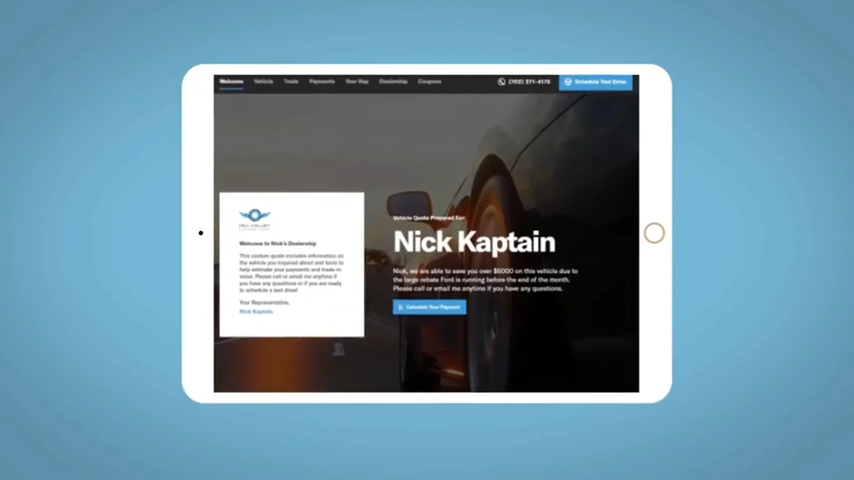 Welcome Vehicle Trade Payments Your Rep Dealership Coupons (702) 271-4176 Schedule Test Drive
HILL VALLEY
Welcome to Nick's Dealership
This custom quote includes information on
the vehicle you inquired about and tools to
help estimate your payments and trade-in
value. Please call or email me anytime if
you have any questions or if you are ready
to schedule a test drive!
Your Representative,
Nick Kaptain
Vehicle Quote Prepared For:
Nick Kaptain
Nick, we are able to save you over $5000 on this vehicle due to
the large rebate Ford is running before the end of the month.
Please call or email me anytime if you have any questions.
Calculate Your Payment